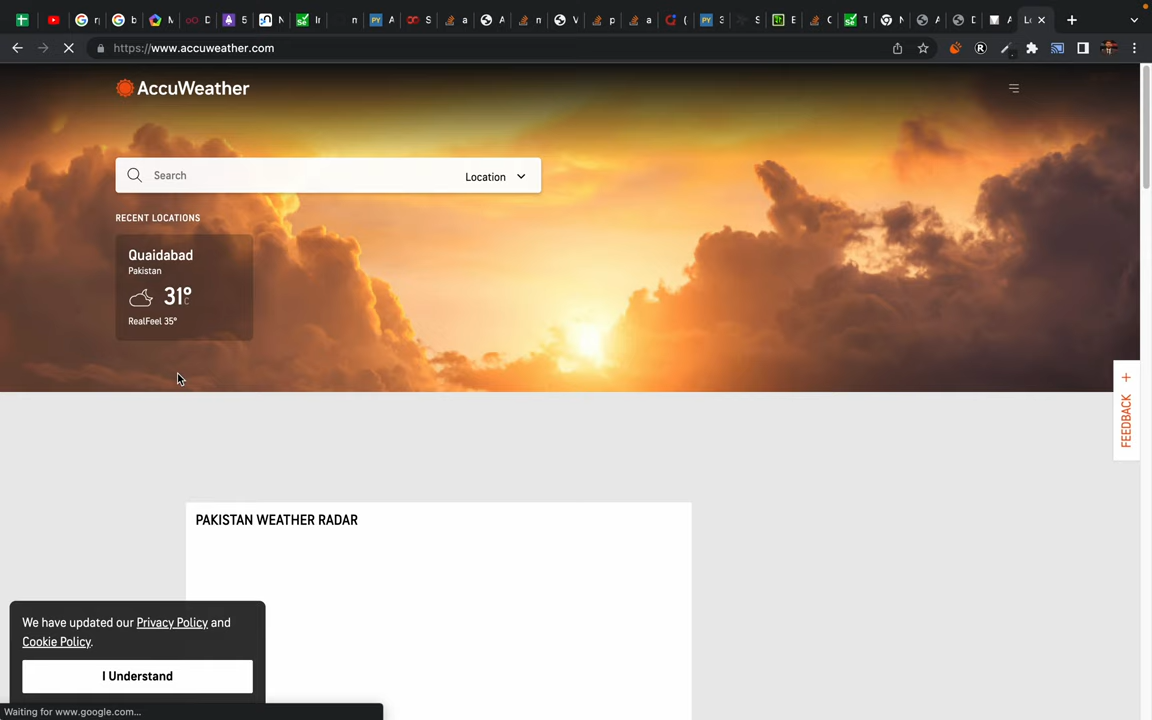 https://www.accuweather.com
AccuWeather
Search
Location
RECENT LOCATIONS
Quaidabad
Pakistan
31°
C
RealFeel 35°
FEEDBACK +
PAKISTAN WEATHER RADAR
We have updated our Privacy Policy and
Cookie Policy.
I Understand
Waiting for www.google.com...